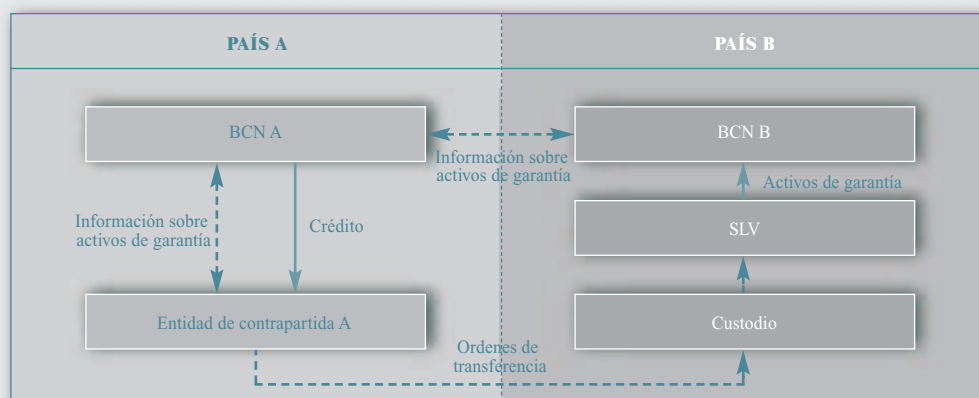 PAÍS A
PAÍS B
BCN A
BCN B
Información sobre
activos de garantía
Activos de garantía
Información sobre
activos de garantía
Crédito
SLV
Entidad de contrapartida A
Custodio
Ordenes de
transferencia